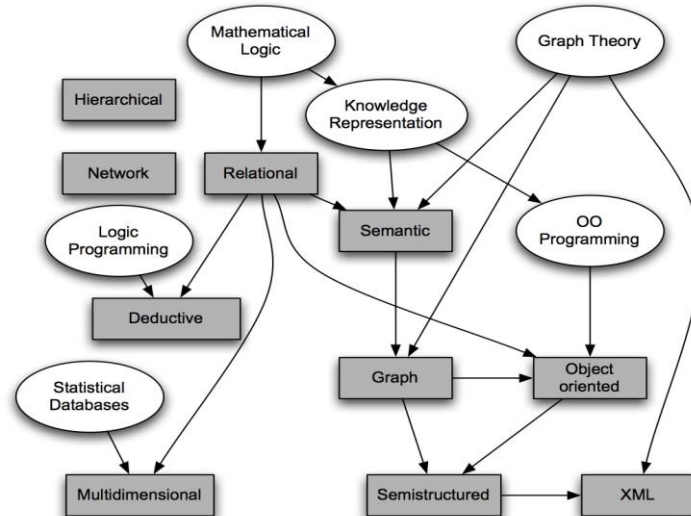 Mathematical
Logic
Graph Theory
Hierarchical
Knowledge
Representation
Network
Relational
Logic
Programming
Semantic
OO
Programming
Deductive
Statistical
Databases
Graph
Object
oriented
Multidimensional
Semistructured
XML